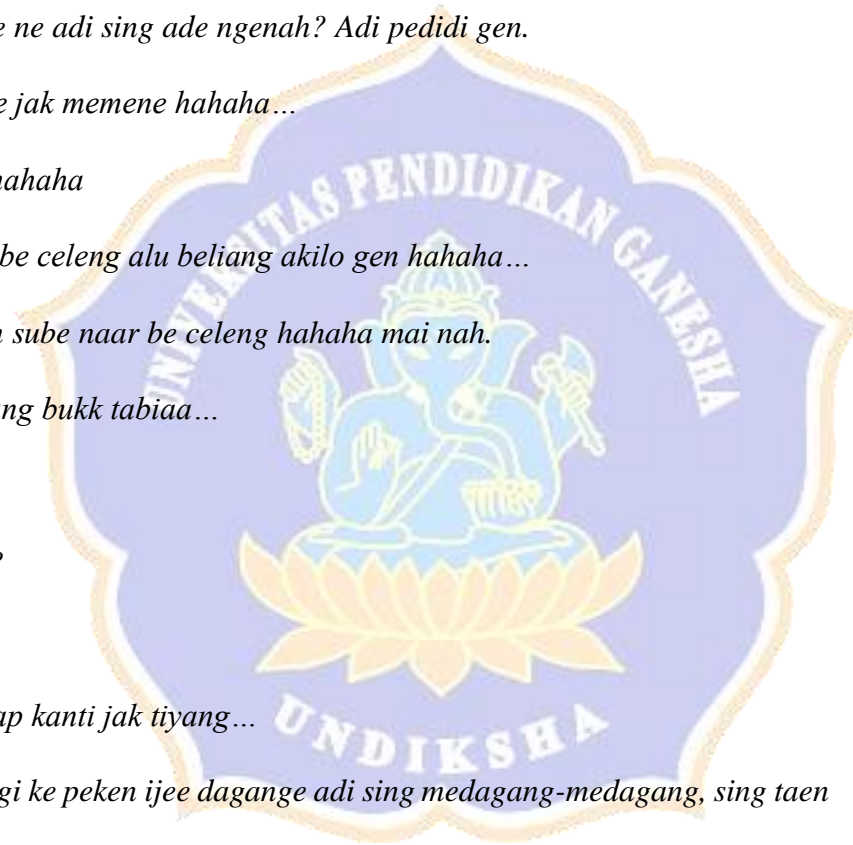 e ne adi sing ade ngenah? Adi pedidi gen.
e jak memene hahaha…
hahaha
be celeng alu beliang akilo gen hahaha…
sube naar be celeng hahaha mai nah.
UNIVERSITAS PENDIDIKAN GANESHA
ng bukk tabiaa…
ap kanti jak tiyang…
UNDIKSHA
gi ke peken ijee dagange adi sing medagang-medagang, sing taen